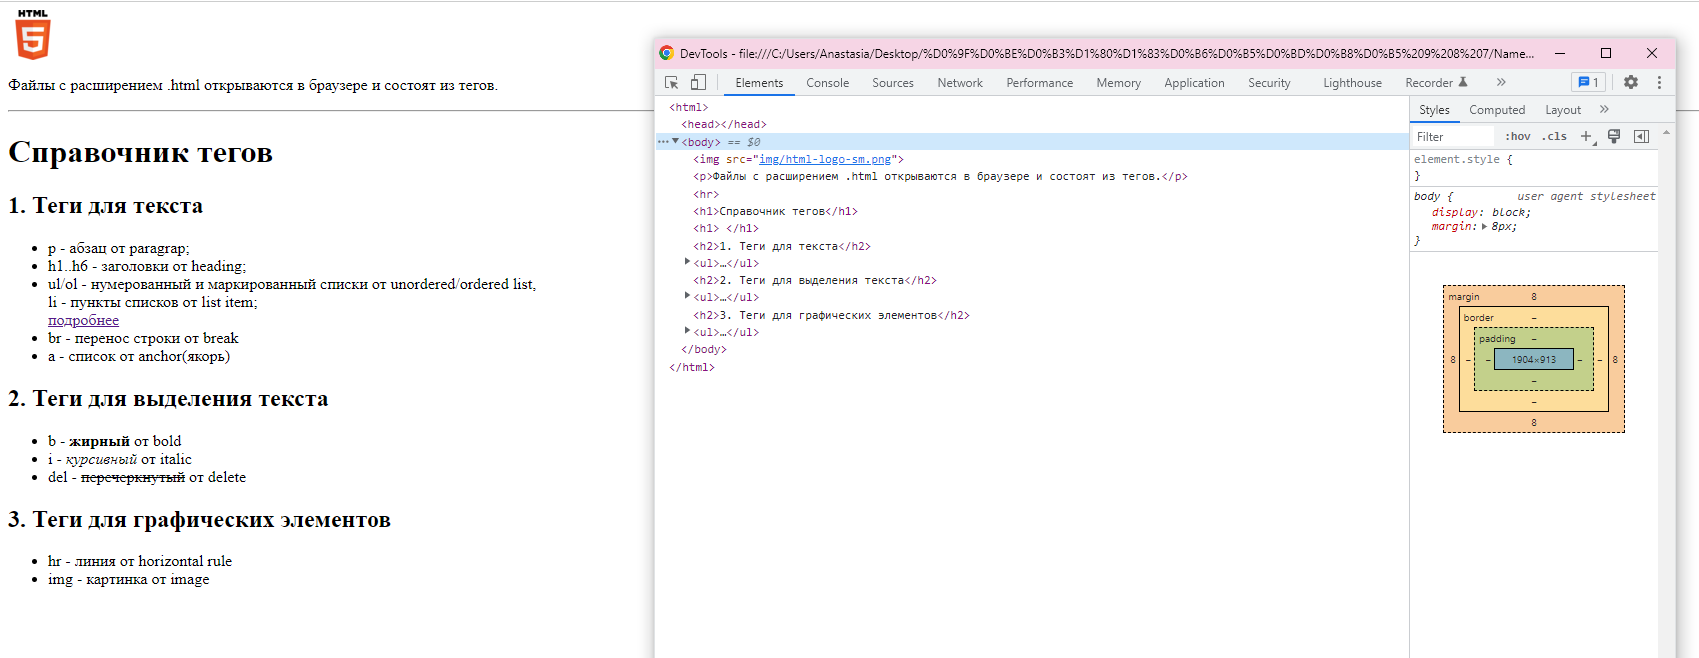 HTML
5
Файлы с расширением .html открываются в браузере и состоят из тегов.
Справочник тегов
1. Теги для текста
p - абзац от paragrap;
h1..h6 - заголовки от heading;
ul/ol - нумерованный и маркированный списки от unordered/ordered list,
li - пункты списков от list item;
подробнее
br - перенос строки от break
a - список от anchor(якорь)
2. Теги для выделения текста
b - жирный от bold
i - курсивный от italic
del - перечеркнутый от delete
3. Теги для графических элементов
hr - линия от horizontal rule
img - картинка от image
DevTools - file:///C:/Users/Anastasia/Desktop/%D0%9F%D0%BE%D0%B3%D1%80%D1%83%D0%B6%D0%B5%D0%BD%D0%B8%D0%B5%209%208%207/Name...
Elements Console Sources Network Performance Memory Application Security Lighthouse Recorder » 1
<html>
<head></head>
<body> == $0
<img src="img/html-logo-sm.png">
<p>Файлы с расширением .html открываются в браузере и состоят из тегов.</p>
<hr>
<h1>Справочник тегов</h1>
<h1> </h1>
<h2>1. Теги для текста</h2>
<ul>…</ul>
<h2>2. Теги для выделения текста</h2>
<ul>…</ul>
<h2>3. Теги для графических элементов</h2>
<ul>…</ul>
</body>
</html>
Styles Computed Layout »
Filter :hov .cls +
element.style {
}
body { user agent stylesheet
display: block;
margin: 8px;
}
margin 8
border –
padding –
8 – – 1904×913 – – 8
–
–
8